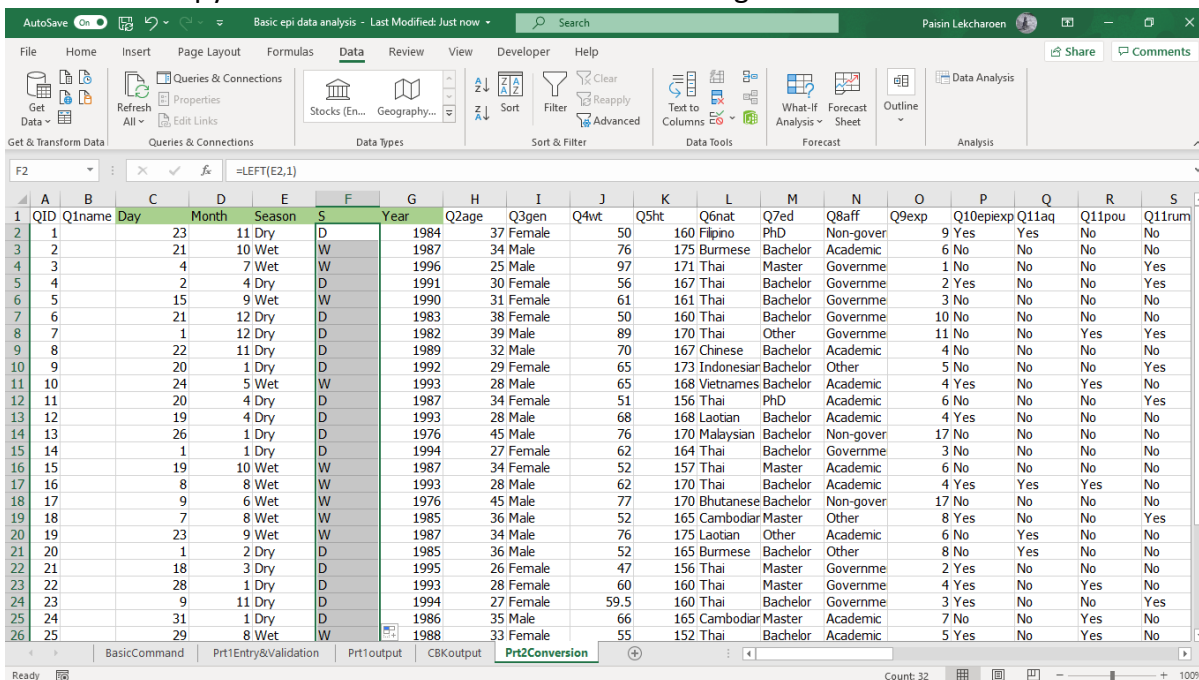 AutoSave On Basic epi data analysis - Last Modified: Just now Search Paisin Lekcharoen
File Home Insert Page Layout Formulas Data Review View Developer Help Share Comments
Get Data
Refresh All
Queries & Connections
Properties
Edit Links
Stocks (En... Geography...
Sort
Filter
Clear
Reapply
Advanced
Text to Columns
What-If Analysis
Forecast Sheet
Outline
Data Analysis
Get & Transform Data Queries & Connections Data Types Sort & Filter Data Tools Forecast Analysis
F2 fx =LEFT(E2,1)
A B C D E F G H I J K L M N O P Q R S
1 QID Q1name Day Month Season S Year Q2age Q3gen Q4wt Q5ht Q6nat Q7ed Q8aff Q9exp Q10epiexp Q11aq Q11pou Q11rum
2 1 23 11 Dry D 1984 37 Female 50 160 Filipino PhD Non-gover 9 Yes Yes No No
3 2 21 10 Wet W 1987 34 Male 76 175 Burmese Bachelor Academic 6 No No No No
4 3 4 7 Wet W 1996 25 Male 97 171 Thai Master Governme 1 No No No Yes
5 4 2 4 Dry D 1991 30 Female 56 167 Thai Bachelor Governme 2 Yes No No Yes
6 5 15 9 Wet W 1990 31 Female 61 161 Thai Bachelor Governme 3 No No No No
7 6 21 12 Dry D 1983 38 Female 50 160 Thai Bachelor Governme 10 No No No No
8 7 1 12 Dry D 1982 39 Male 89 170 Thai Other Governme 11 No No Yes Yes
9 8 22 11 Dry D 1989 32 Male 70 167 Chinese Bachelor Academic 4 No No No No
10 9 20 1 Dry D 1992 29 Female 65 173 Indonesian Bachelor Other 5 No No No Yes
11 10 24 5 Wet W 1993 28 Male 65 168 Vietnames Bachelor Academic 4 Yes No Yes No
12 11 20 4 Dry D 1987 34 Female 51 156 Thai PhD Academic 6 No No No Yes
13 12 19 4 Dry D 1993 28 Male 68 168 Laotian Bachelor Academic 4 Yes No No No
14 13 26 1 Dry D 1976 45 Male 76 170 Malaysian Bachelor Non-gover 17 No No No No
15 14 1 1 Dry D 1994 27 Female 62 164 Thai Bachelor Governme 3 No No No No
16 15 19 10 Wet W 1987 34 Female 52 157 Thai Master Academic 6 No No No No
17 16 8 8 Wet W 1993 28 Male 62 170 Thai Bachelor Academic 4 Yes Yes Yes No
18 17 9 6 Wet W 1976 45 Male 77 170 Bhutanese Bachelor Non-gover 17 No No No No
19 18 7 8 Wet W 1985 36 Male 52 165 Cambodian Master Other 8 Yes No No Yes
20 19 23 9 Wet W 1987 34 Male 76 175 Laotian Other Academic 6 No Yes No No
21 20 1 2 Dry D 1985 36 Male 52 165 Burmese Bachelor Other 8 No Yes No No
22 21 18 3 Dry D 1995 26 Female 47 156 Thai Master Governme 2 Yes No No No
23 22 28 1 Dry D 1993 28 Female 60 160 Thai Master Governme 4 Yes No Yes No
24 23 9 11 Dry D 1994 27 Female 59.5 160 Thai Bachelor Governme 3 Yes No No Yes
25 24 31 1 Dry D 1986 35 Male 66 165 Cambodian Master Academic 7 No No Yes No
26 25 29 8 Wet W 1988 33 Female 55 152 Thai Bachelor Academic 5 Yes No Yes No
BasicCommand Prt1Entry&Validation Prt1output CBKoutput Prt2Conversion
Ready Count: 32 100%